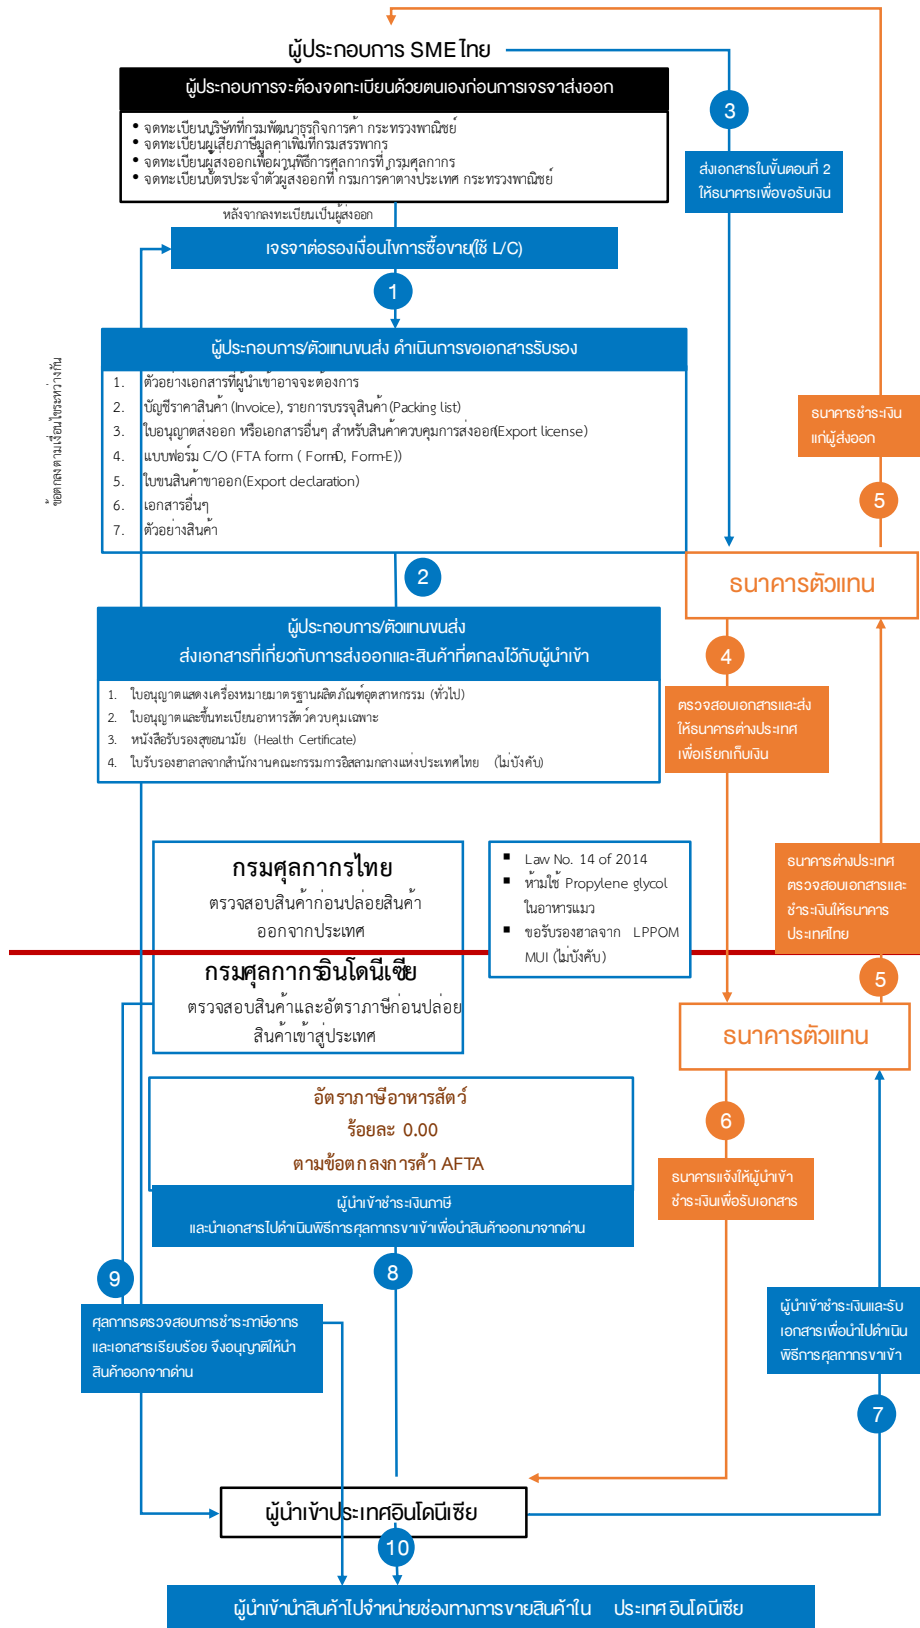 ผู้ประกอบการ SME ไทย
ผู้ประกอบการจะต้องจดทะเบียนด้วยตนเองก่อนการเจรจาส่งออก
• จดทะเบียนบริษัทที่กรมพัฒนาธุรกิจการค้า กระทรวงพาณิชย์
• จดทะเบียนผู้เสียภาษีมูลค่าเพิ่มที่กรมสรรพากร
• จดทะเบียนผู้ส่งออกเพื่อผ่านพิธีการศุลกากรที่ กรมศุลกากร
• จดทะเบียนบัตรประจำตัวผู้ส่งออกที่ กรมการค้าต่างประเทศ กระทรวงพาณิชย์
3
ส่งเอกสารในขั้นตอนที่ 2
ให้ธนาคารเพื่อขอรับเงิน
หลังจากลงทะเบียนเป็นผู้ส่งออก
เจรจาต่อรองเงื่อนไขการซื้อขาย(ใช้ L/C)
1
ข้อตกลงตามเงื่อนไขระหว่างกัน
ผู้ประกอบการ/ตัวแทนขนส่ง ดำเนินการขอเอกสารรับรอง
1. ตัวอย่างเอกสารที่ผู้นำเข้าอาจจะต้องการ
2. บัญชีราคาสินค้า (Invoice), รายการบรรจุสินค้า (Packing list)
3. ใบอนุญาตส่งออก หรือเอกสารอื่นๆ สำหรับสินค้าควบคุมการส่งออก(Export license)
4. แบบฟอร์ม C/O (FTA form ( Form-D, Form-E))
5. ใบขนสินค้าขาออก(Export declaration)
6. เอกสารอื่นๆ
7. ตัวอย่างสินค้า
ธนาคารชำระเงิน
แก่ผู้ส่งออก
5
2
ธนาคารตัวแทน
ผู้ประกอบการ/ตัวแทนขนส่ง
ส่งเอกสารที่เกี่ยวกับการส่งออกและสินค้าที่ตกลงไว้กับผู้นำเข้า
1. ใบอนุญาตแสดงเครื่องหมายมาตรฐานผลิตภัณฑ์อุตสาหกรรม (ทั่วไป)
2. ใบอนุญาตและขึ้นทะเบียนอาหารสัตว์ควบคุมเฉพาะ
3. หนังสือรับรองสุขอนามัย (Health Certificate)
4. ใบรับรองฮาลาลจากสำนักงานคณะกรรมการอิสลามกลางแห่งประเทศไทย (ไม่บังคับ)
4
ตรวจสอบเอกสารและส่ง
ให้ธนาคารต่างประเทศ
เพื่อเรียกเก็บเงิน
กรมศุลกากรไทย
ตรวจสอบสินค้าก่อนปล่อยสินค้า
ออกจากประเทศ
▪ Law No. 14 of 2014
▪ ห้ามใช้ Propylene glycol
ในอาหารแมว
▪ ขอรับรองฮาลจาก LPPOM
MUI (ไม่บังคับ)
ธนาคารต่างประเทศ
ตรวจสอบเอกสารและ
ชำระเงินให้ธนาคาร
ประเทศไทย
กรมศุลกากรอินโดนีเซีย
ตรวจสอบสินค้าและอัตราภาษีก่อนปล่อย
สินค้าเข้าสู่ประเทศ
5
ธนาคารตัวแทน
อัตราภาษีอาหารสัตว์
ร้อยละ 0.00
ตามข้อตกลงการค้า AFTA
ผู้นำเข้าชำระเงินภาษี
และนำเอกสารไปดำเนินพิธีการศุลกากรขาเข้าเพื่อนำสินค้าออกมาจากด่าน
6
ธนาคารแจ้งให้ผู้นำเข้า
ชำระเงินเพื่อรับเอกสาร
9
8
ศุลกากรตรวจสอบการชำระภาษีอากร
และเอกสารเรียบร้อย จึงอนุญาติให้นำ
สินค้าออกจากด่าน
ผู้นำเข้าชำระเงินและรับ
เอกสารเพื่อนำไปดำเนิน
พิธีการศุลกากรขาเข้า
7
ผู้นำเข้าประเทศอินโดนีเซีย
10
ผู้นำเข้านำสินค้าไปจำหน่ายช่องทางการขายสินค้าใน ประเทศ อินโดนีเซีย